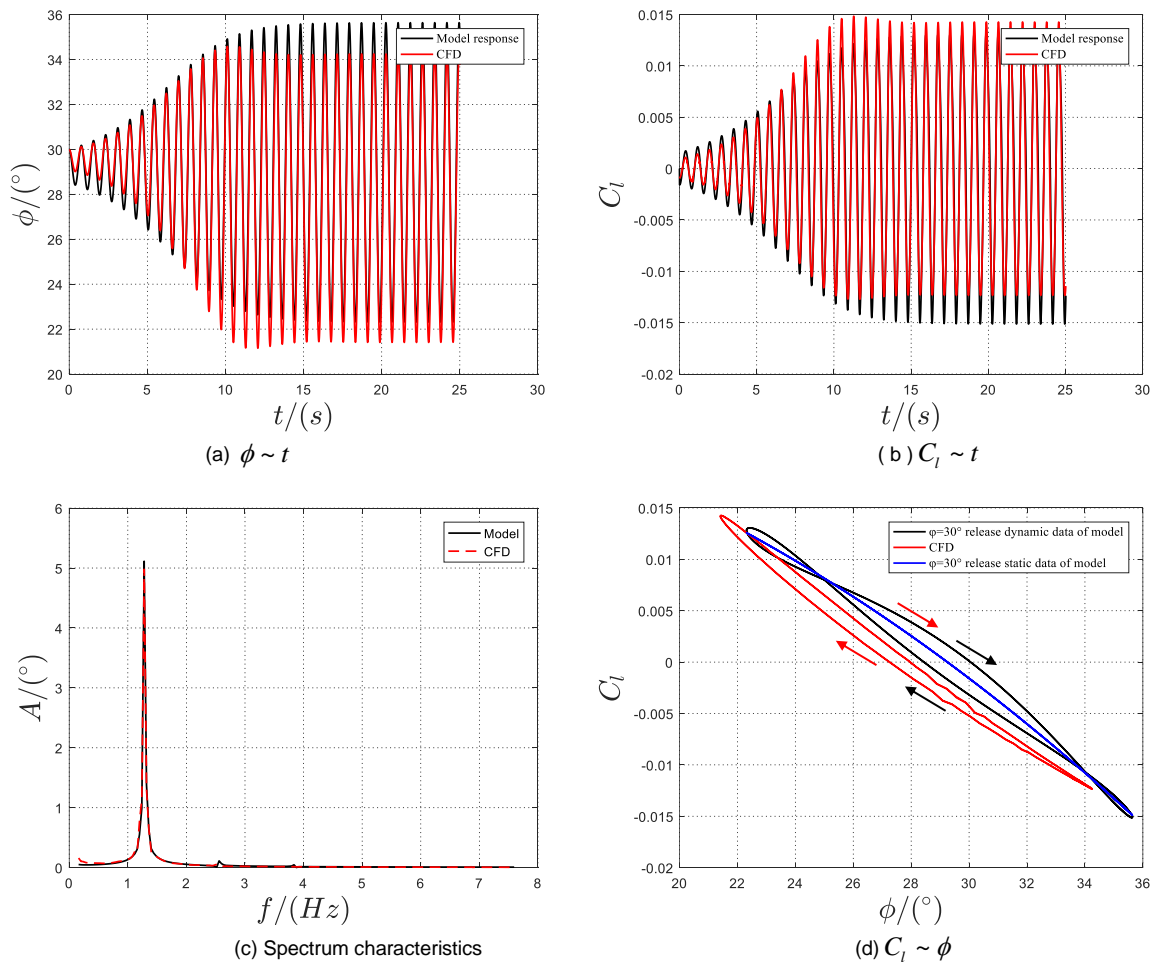 36
34
32
30
28
26
24
22
20
ϕ/(°)
Model response
CFD
0 5 10 15 20 25 30
t/(s)
(a) ϕ ~ t
0.015
0.01
0.005
0
-0.005
-0.01
-0.015
-0.02
C_l
Model response
CFD
0 5 10 15 20 25 30
t/(s)
( b ) C_l ~ t
6
5
4
3
2
1
0
A/(°)
Model
CFD
0 1 2 3 4 5 6 7 8
f/(Hz)
(c) Spectrum characteristics
0.015
0.01
0.005
0
-0.005
-0.01
-0.015
-0.02
C_l
φ=30° release dynamic data of model
CFD
φ=30° release static data of model
20 22 24 26 28 30 32 34 36
ϕ/(°)
(d) C_l ~ ϕ